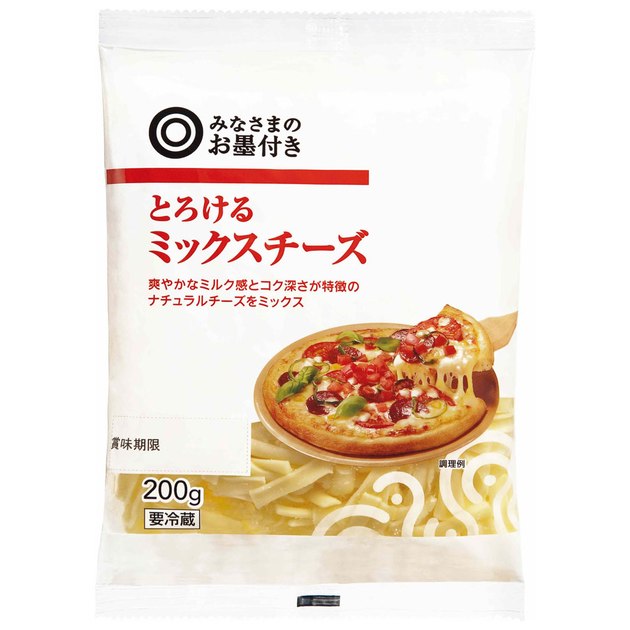 みなさまの
お墨付き
とろける
ミックスチーズ
爽やかなミルク感とコク深さが特徴の
ナチュラルチーズをミックス
調理例
賞味期限
200g
要冷蔵